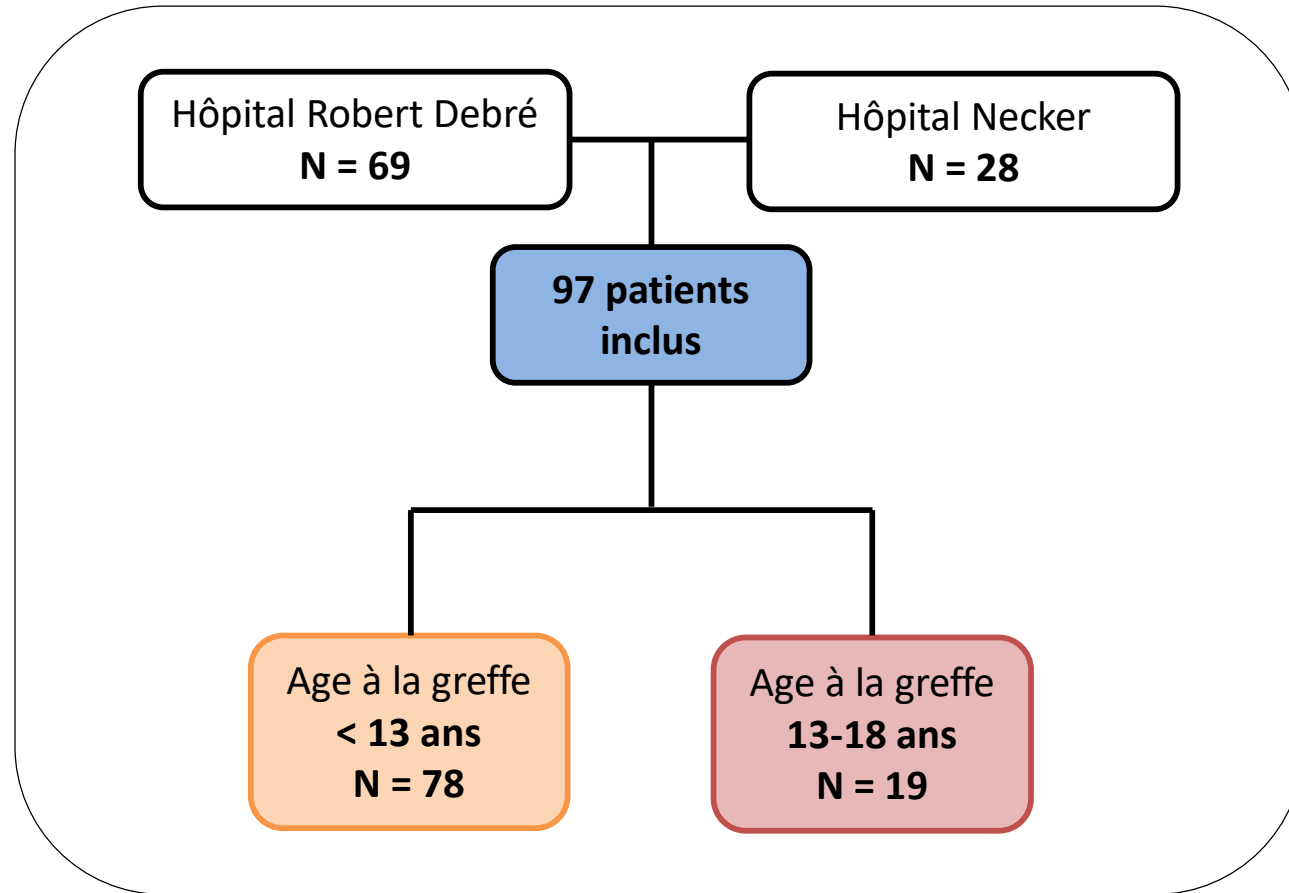 Hôpital Robert Debré
N = 69
Hôpital Necker
N = 28
97 patients
inclus
Age à la greffe
< 13 ans
N = 78
Age à la greffe
13-18 ans
N = 19